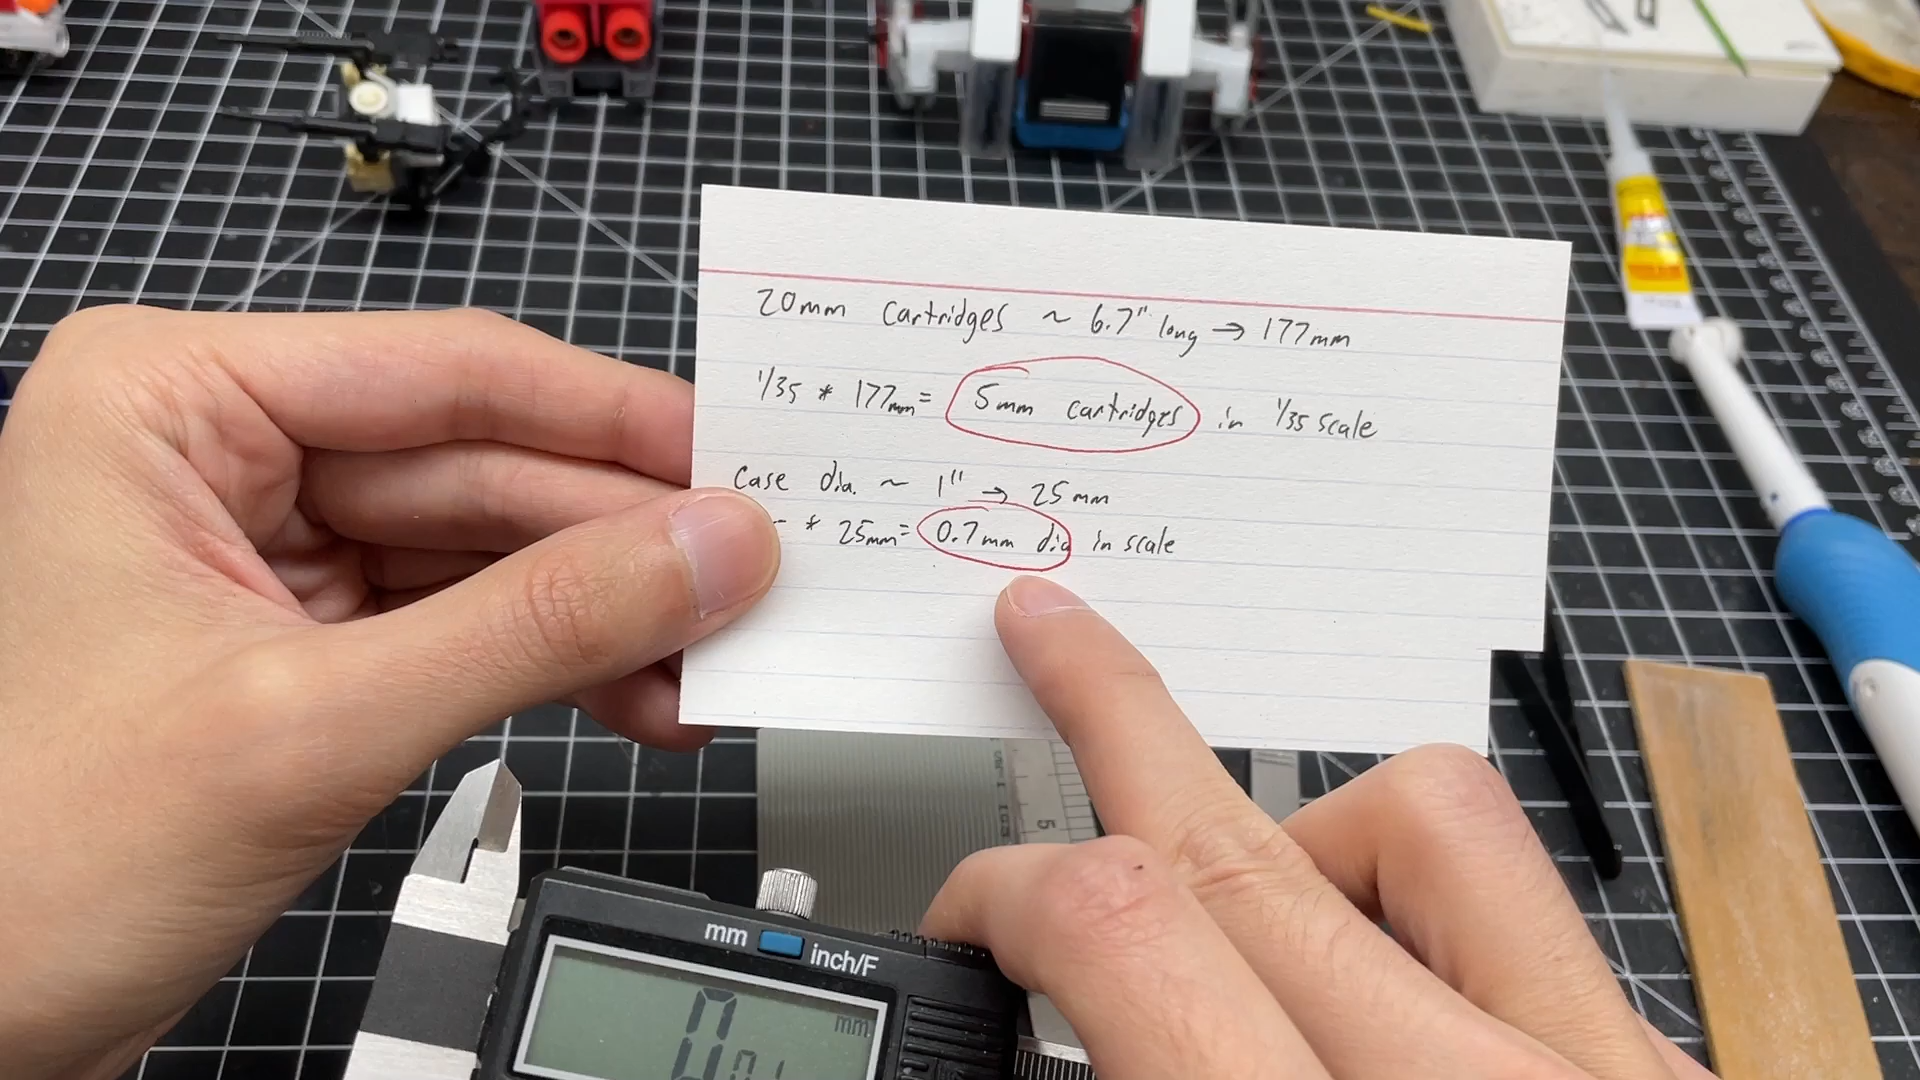 20mm cartridges ~ 6.7" long → 177mm
1/35 * 177mm = 5mm cartridges in 1/35 scale
case dia. ~ 1" → 25mm
* 25mm = 0.7mm dia in scale
5
mm inch/F
mm